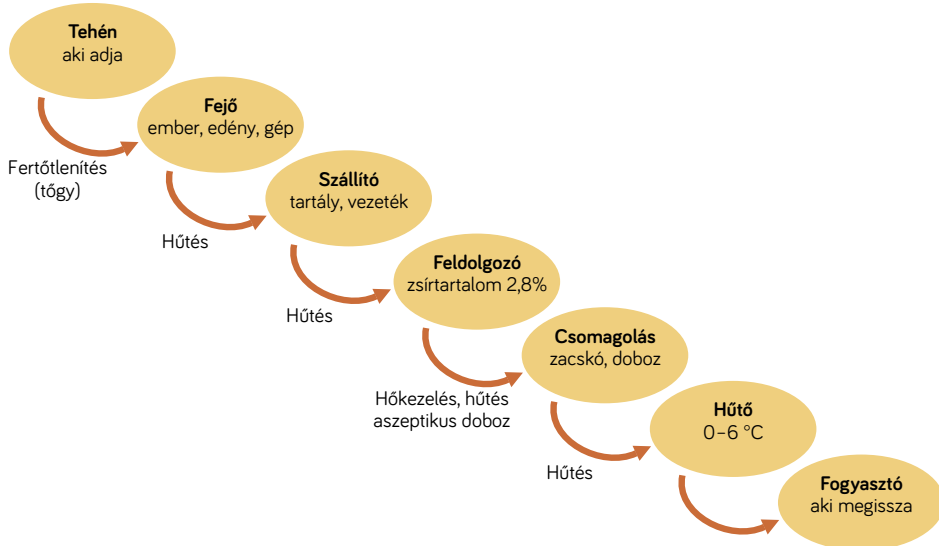 Tehén
aki adja
Fejő
ember, edény, gép
Fertőtlenítés
(tőgy)
Szállító
tartály, vezeték
Hűtés
Feldolgozó
zsírtartalom 2,8%
Hűtés
Csomagolás
zacskó, doboz
Hőkezelés, hűtés
aszeptikus doboz
Hűtő
0–6 °C
Hűtés
Fogyasztó
aki megissza